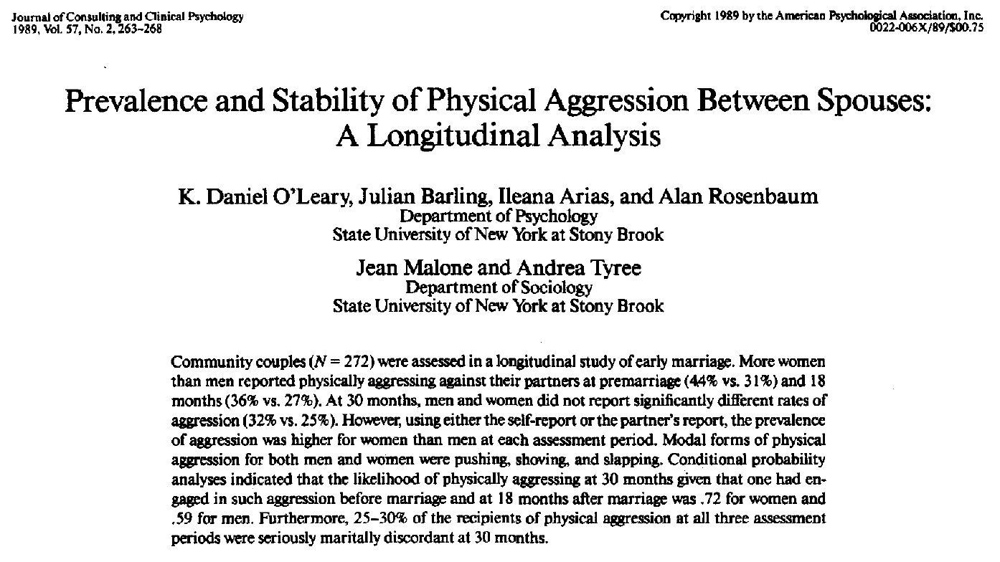 Journal of Consulting and Clinical Psychology
1989, Vol. 57, No. 2, 263–268
Copyright 1989 by the American Psychological Association, Inc.
0022-006X/89/$00.75
Prevalence and Stability of Physical Aggression Between Spouses:
A Longitudinal Analysis
K. Daniel O'Leary, Julian Barling, Ileana Arias, and Alan Rosenbaum
Department of Psychology
State University of New York at Stony Brook
Jean Malone and Andrea Tyree
Department of Sociology
State University of New York at Stony Brook
Community couples (N = 272) were assessed in a longitudinal study of early marriage. More women
than men reported physically aggressing against their partners at premarriage (44% vs. 31%) and 18
months (36% vs. 27%). At 30 months, men and women did not report significantly different rates of
aggression (32% vs. 25%). However, using either the self-report or the partner's report, the prevalence
of aggression was higher for women than men at each assessment period. Modal forms of physical
aggression for both men and women were pushing, shoving, and slapping. Conditional probability
analyses indicated that the likelihood of physically aggressing at 30 months given that one had en-
gaged in such aggression before marriage and at 18 months after marriage was .72 for women and
.59 for men. Furthermore, 25–30% of the recipients of physical aggression at all three assessment
periods were seriously maritally discordant at 30 months.